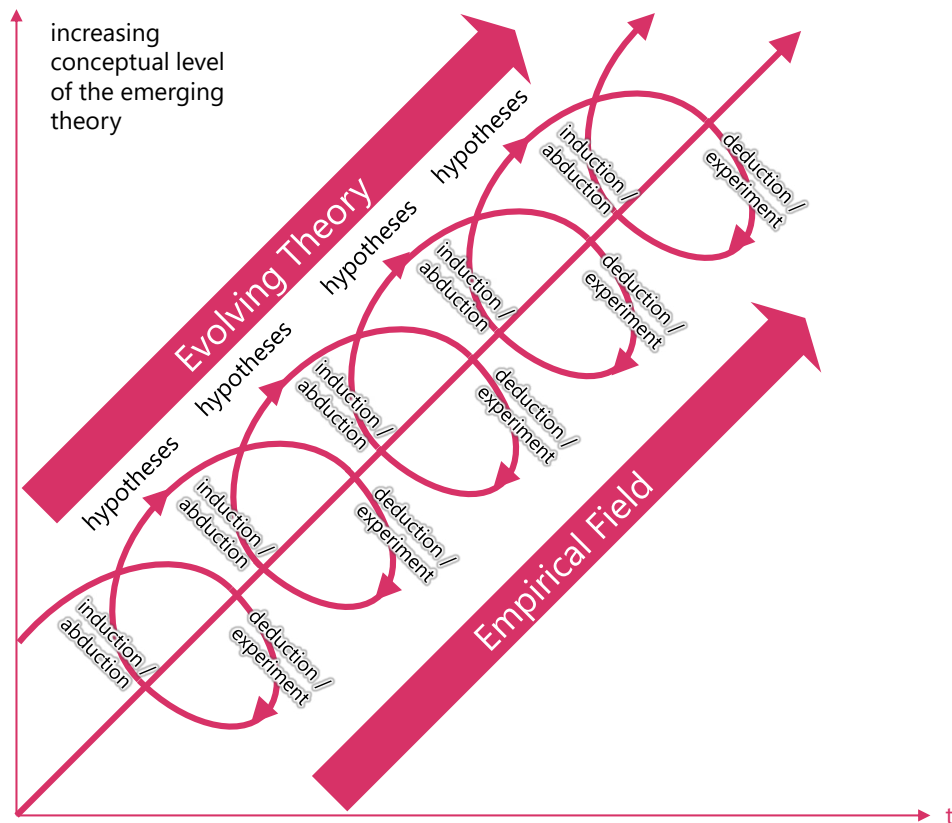 increasing
conceptual level
of the emerging
theory
Evolving Theory
hypotheses
hypotheses
hypotheses
hypotheses
induction /
abduction
deduction /
experiment
induction /
abduction
deduction /
experiment
induction /
abduction
deduction /
experiment
induction /
abduction
deduction /
experiment
induction /
abduction
deduction /
experiment
Empirical Field
t